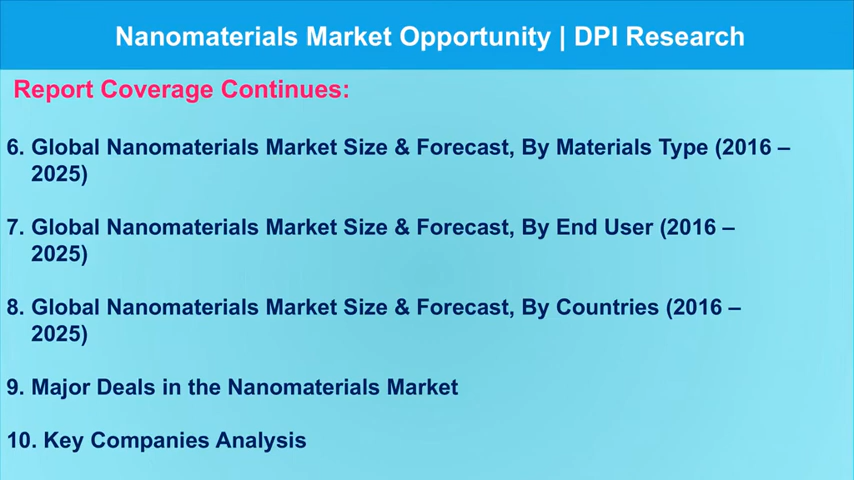 Nanomaterials Market Opportunity | DPI Research
Report Coverage Continues:
6. Global Nanomaterials Market Size & Forecast, By Materials Type (2016 –
2025)
7. Global Nanomaterials Market Size & Forecast, By End User (2016 –
2025)
8. Global Nanomaterials Market Size & Forecast, By Countries (2016 –
2025)
9. Major Deals in the Nanomaterials Market
10. Key Companies Analysis